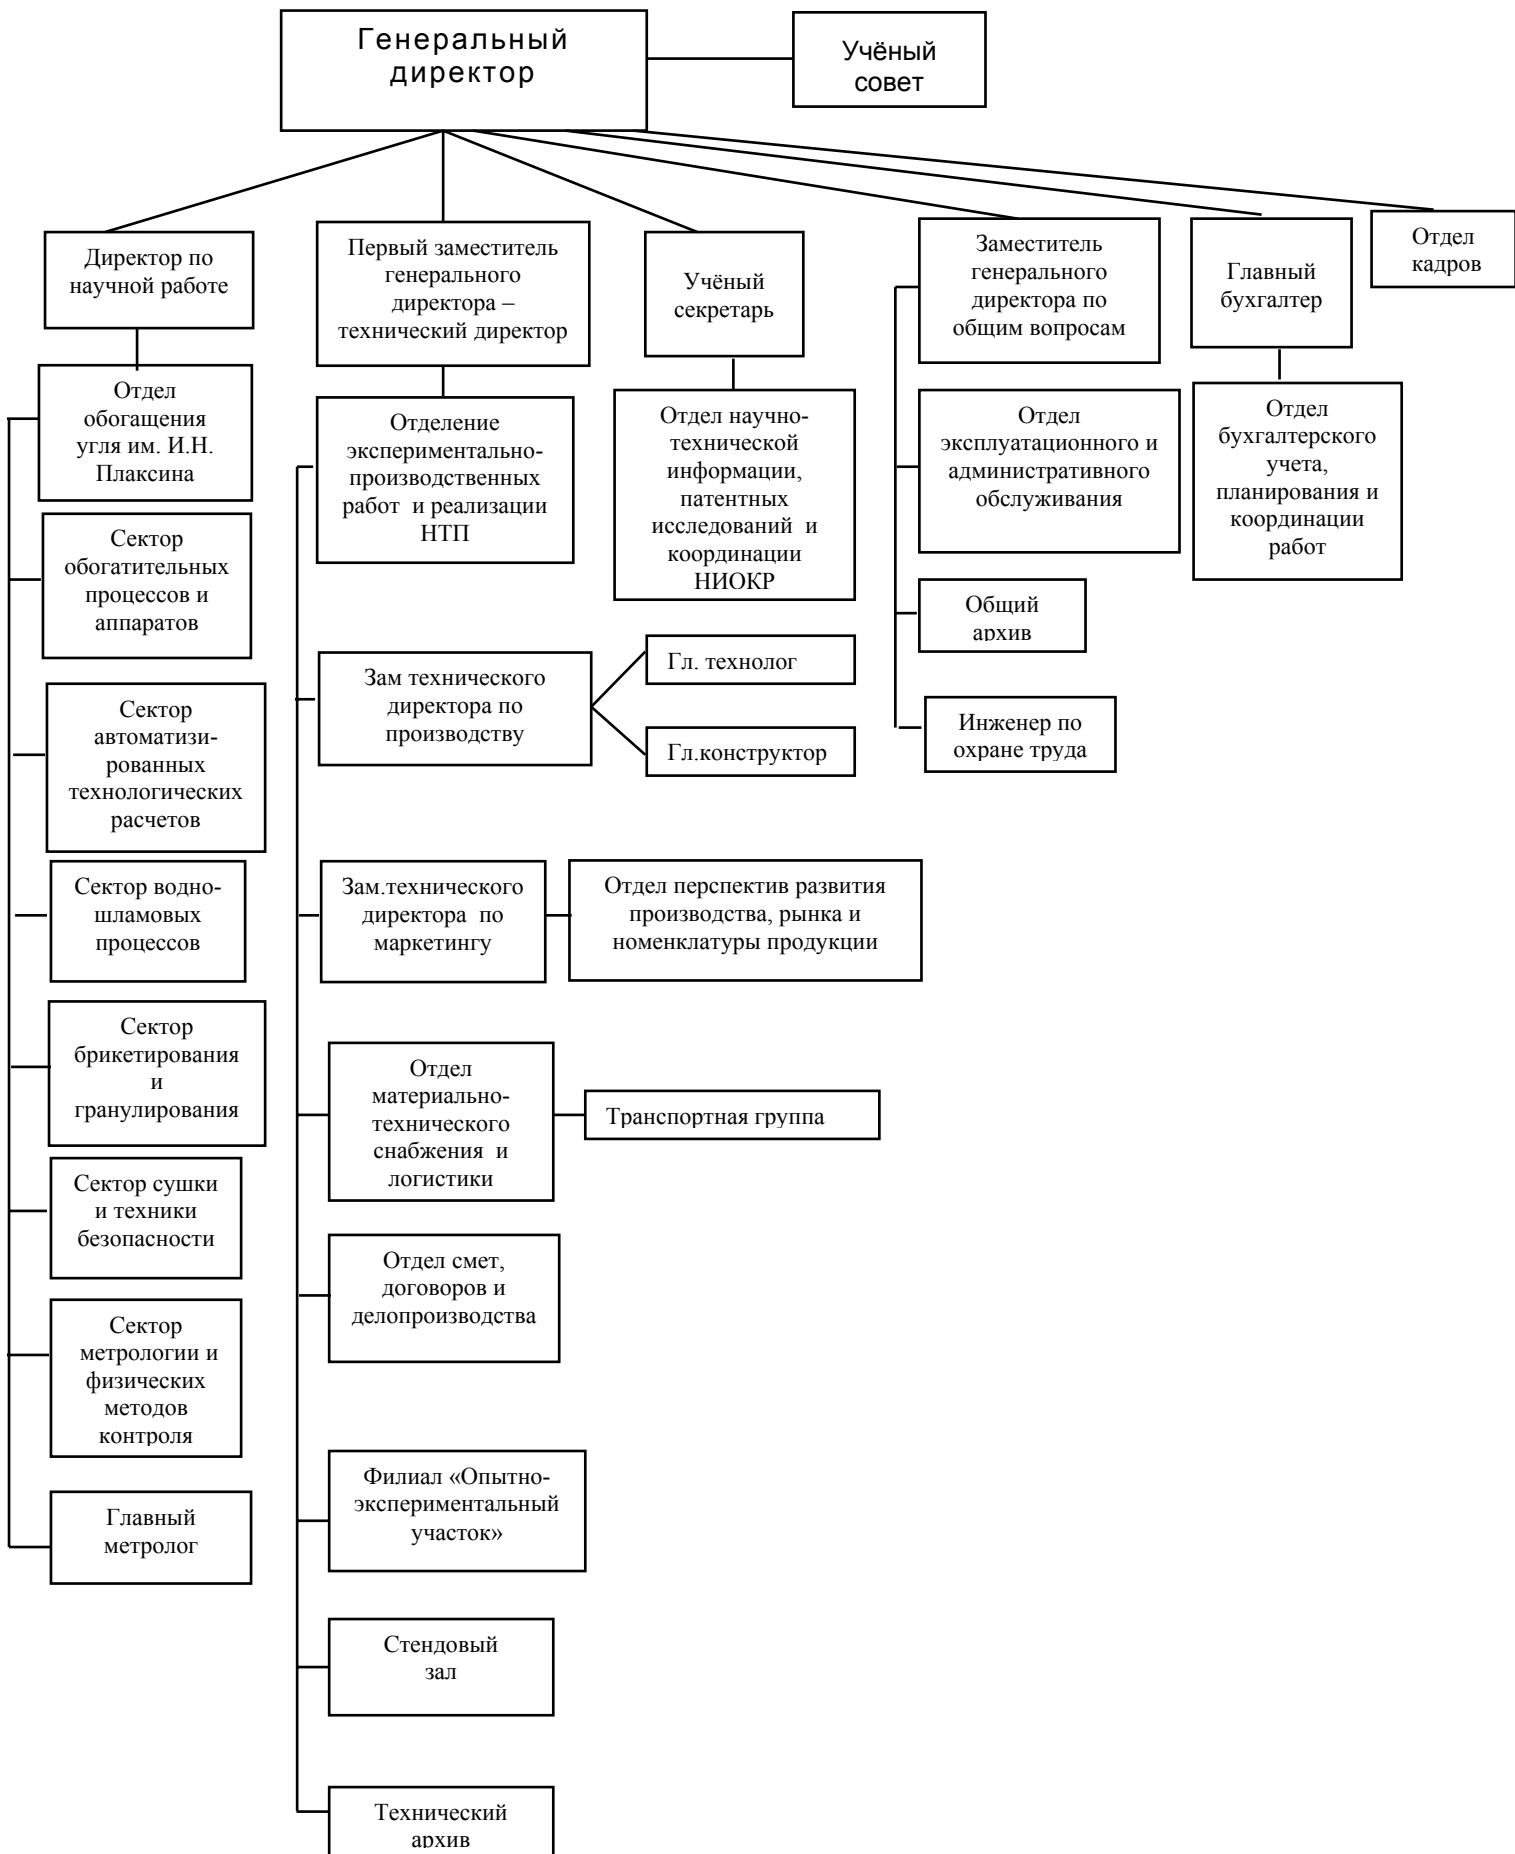 Генеральный
директор
Учёный
совет
Директор по
научной работе
Первый заместитель
генерального
директора –
технический директор
Учёный
секретарь
Заместитель
генерального
директора по
общим вопросам
Главный
бухгалтер
Отдел
кадров
Отдел
обогащения
угля им. И.Н.
Плаксина
Отделение
экспериментально-
производственных
работ и реализации
НТП
Отдел научно-
технической
информации,
патентных
исследований и
координации
НИОКР
Отдел
эксплуатационного и
административного
обслуживания
Отдел
бухгалтерского
учета,
планирования и
координации
работ
Сектор
обогатительных
процессов и
аппаратов
Общий
архив
Зам технического
директора по
производству
Гл. технолог
Гл.конструктор
Инженер по
охране труда
Сектор
автоматизи-
рованных
технологических
расчетов
Сектор водно-
шламовых
процессов
Зам.технического
директора по
маркетингу
Отдел перспектив развития
производства, рынка и
номенклатуры продукции
Сектор
брикетирования
и
гранулирования
Отдел
материально-
технического
снабжения и
логистики
Транспортная группа
Сектор сушки
и техники
безопасности
Отдел смет,
договоров и
делопроизводства
Сектор
метрологии и
физических
методов
контроля
Филиал «Опытно-
экспериментальный
участок»
Главный
метролог
Стендовый
зал
Технический
архив